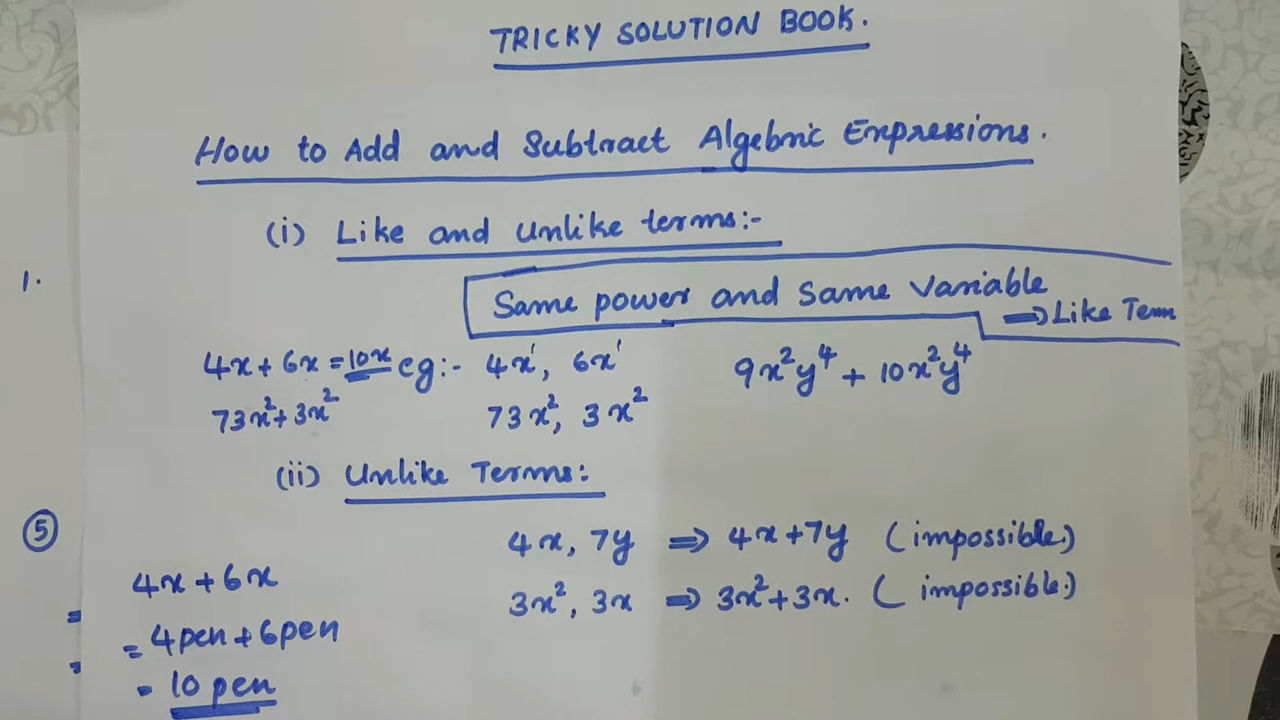 TRICKY SOLUTION BOOK.
How to Add and Subtract Algebric Expressions.
(i) Like and unlike terms:-
1.
Same power and same variable
⇒ Like Term
4x + 6x = 10x eg:- 4x¹, 6x¹ 9x²y⁴ + 10x²y⁴
73x² + 3x² 73x², 3x²
(ii) Unlike Terms:
5
4x, 7y ⇒ 4x+7y (impossible.)
4x + 6x
3x², 3x ⇒ 3x²+3x. ( impossible.)
=
= 4pen + 6pen
=
= 10 pen